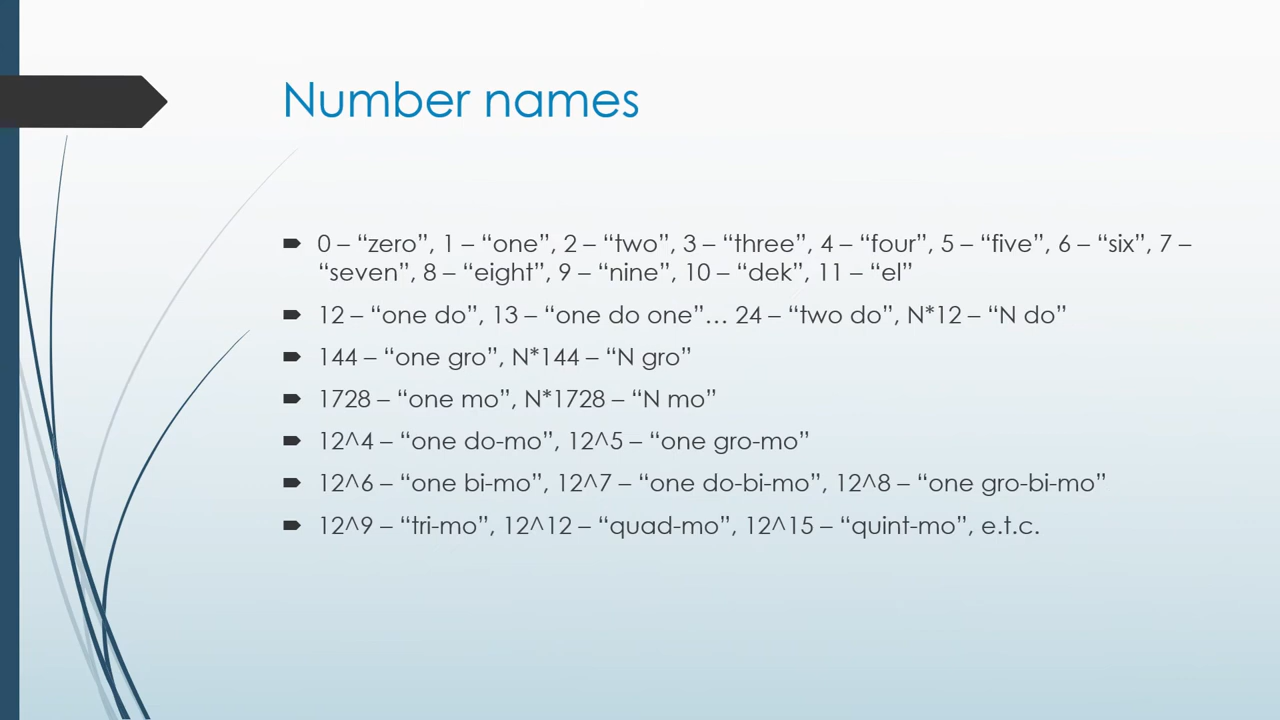 Number names
0 – “zero”, 1 – “one”, 2 – “two”, 3 – “three”, 4 – “four”, 5 – “five”, 6 – “six”, 7 –
“seven”, 8 – “eight”, 9 – “nine”, 10 – “dek”, 11 – “el”
12 – “one do”, 13 – “one do one”… 24 – “two do”, N*12 – “N do”
144 – “one gro”, N*144 – “N gro”
1728 – “one mo”, N*1728 – “N mo”
12^4 – “one do-mo”, 12^5 – “one gro-mo”
12^6 – “one bi-mo”, 12^7 – “one do-bi-mo”, 12^8 – “one gro-bi-mo”
12^9 – “tri-mo”, 12^12 – “quad-mo”, 12^15 – “quint-mo”, e.t.c.